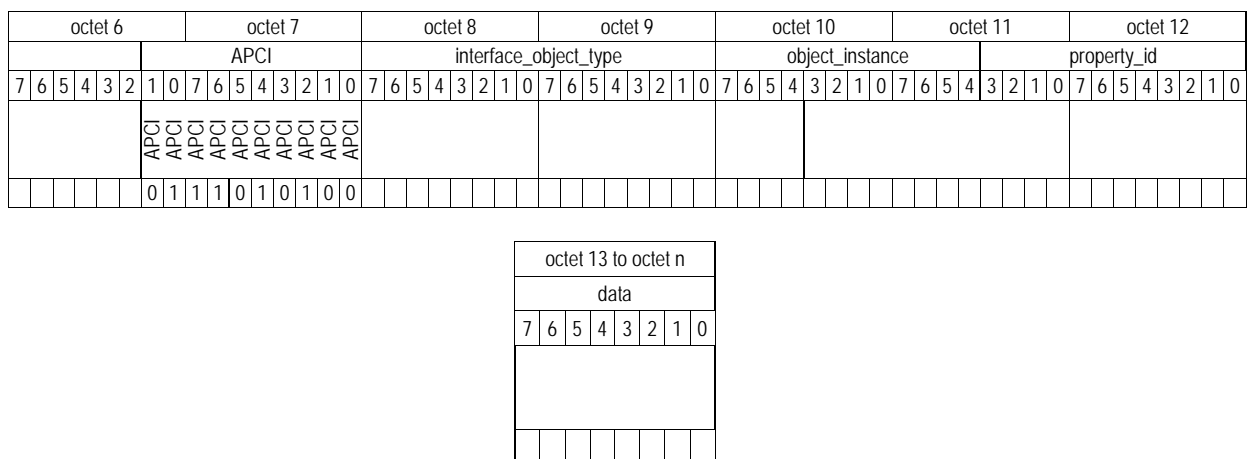 octet 6 octet 7 octet 8 octet 9 octet 10 octet 11 octet 12
APCI interface_object_type object_instance property_id
7 6 5 4 3 2 1 0 7 6 5 4 3 2 1 0 7 6 5 4 3 2 1 0 7 6 5 4 3 2 1 0 7 6 5 4 3 2 1 0 7 6 5 4 3 2 1 0 7 6 5 4 3 2 1 0
APCI APCI APCI APCI APCI APCI APCI APCI APCI APCI
0 1 1 1 0 1 0 1 0 0
octet 13 to octet n
data
7 6 5 4 3 2 1 0